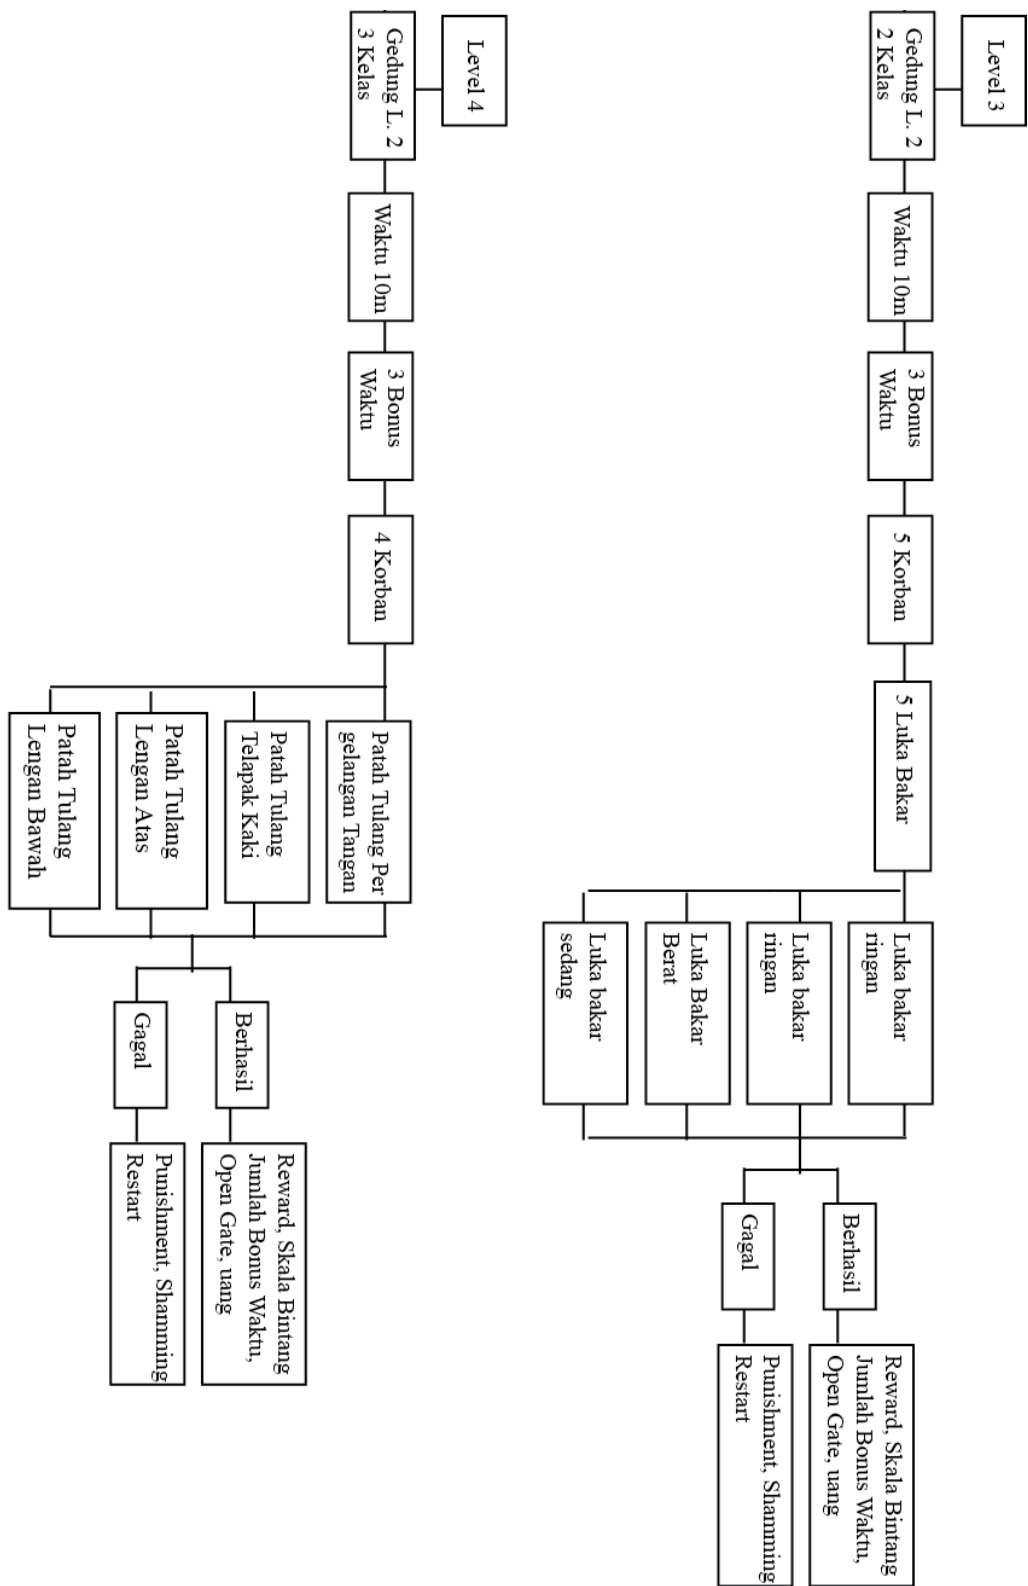 Level 3
Gedung L. 2
2 Kelas
Waktu 10m
3 Bonus
Waktu
5 Korban
5 Luka Bakar
Luka bakar
ringan
Luka bakar
ringan
Luka Bakar
Berat
Luka bakar
sedang
Berhasil
Reward, Skala Bintang
Jumlah Bonus Waktu,
Open Gate, uang
Gagal
Punishment, Shamming
Restart
Level 4
Gedung L. 2
3 Kelas
Waktu 10m
3 Bonus
Waktu
4 Korban
Patah Tulang Per
gelangan Tangan
Patah Tulang
Telapak Kaki
Patah Tulang
Lengan Atas
Patah Tulang
Lengan Bawah
Berhasil
Reward, Skala Bintang
Jumlah Bonus Waktu,
Open Gate, uang
Gagal
Punishment, Shamming
Restart